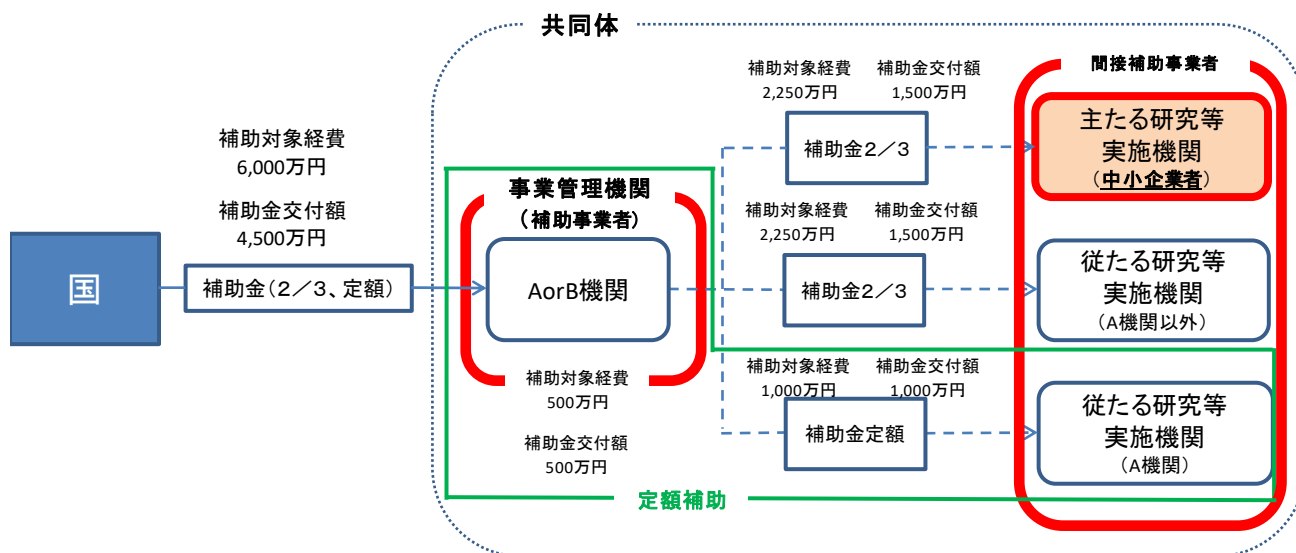 共同体
補助対象経費
6,000万円
補助金交付額
4,500万円
国
補助金(2/3、定額)
事業管理機関
(補助事業者)
AorB機関
補助対象経費
500万円
補助金交付額
500万円
補助対象経費
2,250万円
補助金交付額
1,500万円
補助金2/3
補助対象経費
2,250万円
補助金交付額
1,500万円
補助金2/3
補助対象経費
1,000万円
補助金交付額
1,000万円
補助金定額
間接補助事業者
主たる研究等
実施機関
(中小企業者)
従たる研究等
実施機関
(A機関以外)
従たる研究等
実施機関
(A機関)
定額補助